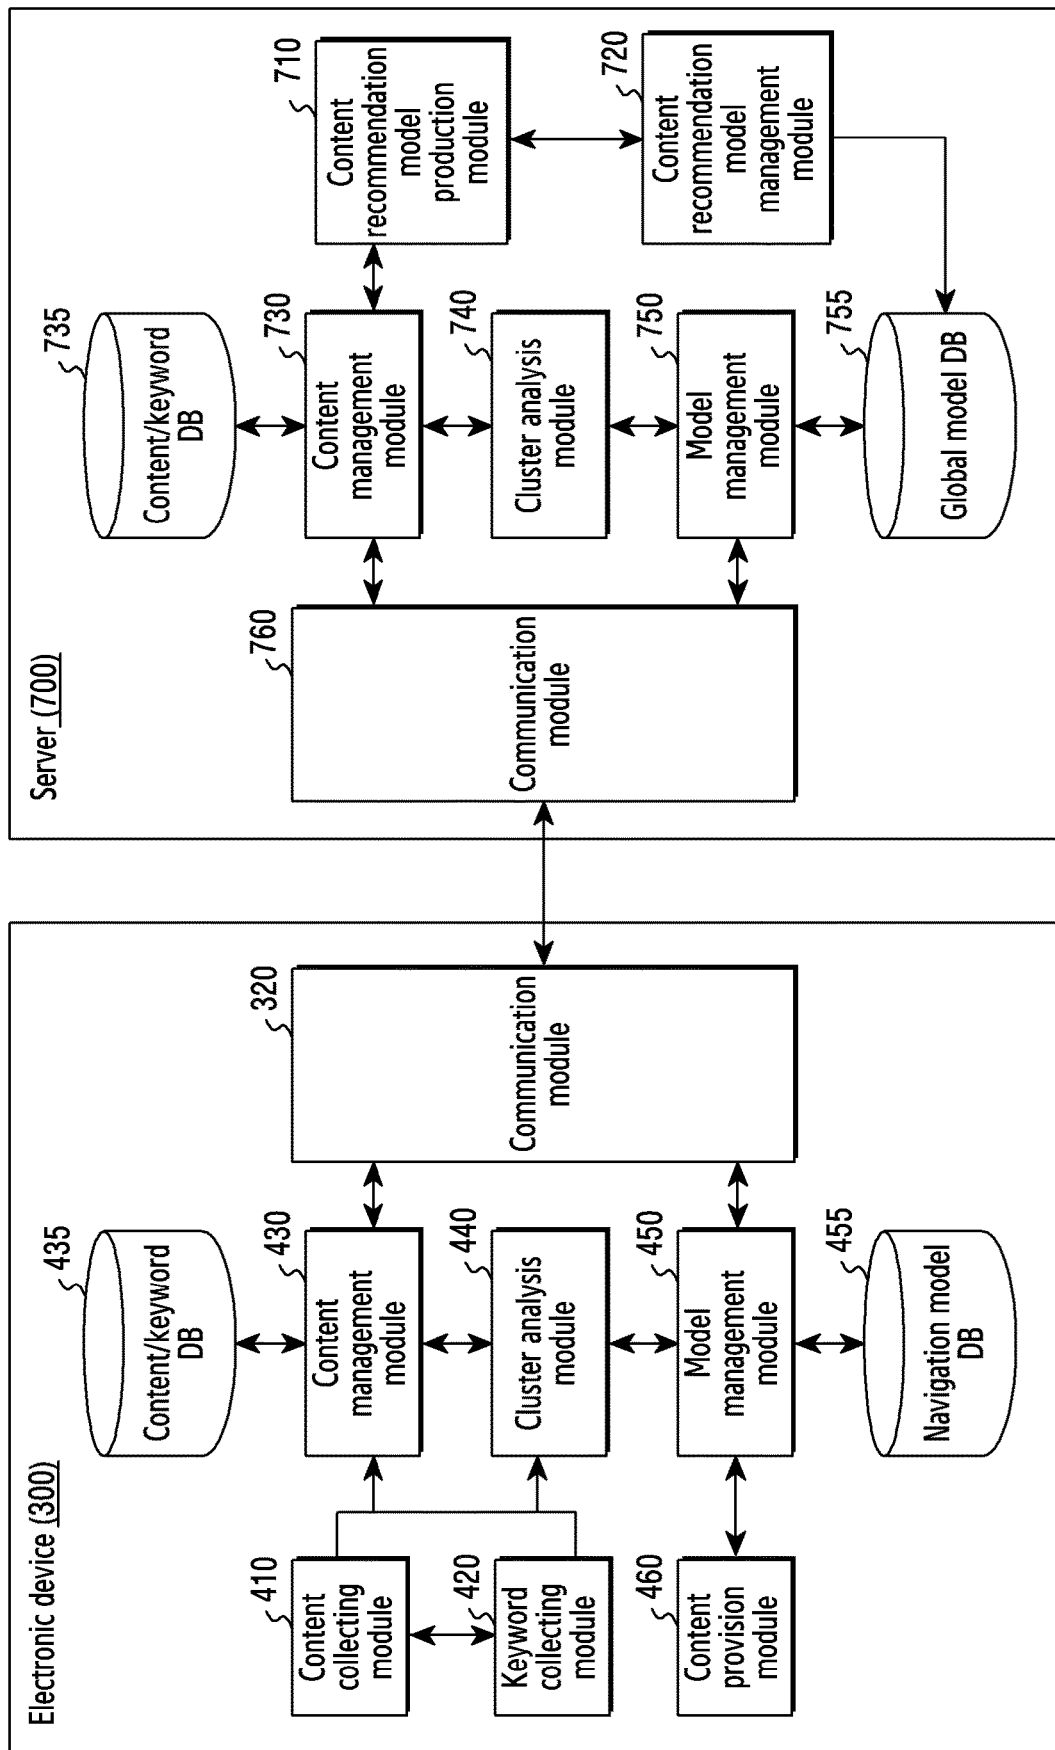 Electronic device (300)
435
Content/keyword
DB
410
Content
collecting
module
430
Content
management
module
320
Communication
module
420
Keyword
collecting
module
440
Cluster analysis
module
460
Content
provision
module
450
Model
management
module
455
Navigation model
DB
Server (700)
735
Content/keyword
DB
760
Communication
module
730
Content
management
module
710
Content
recommendation
model
production
module
740
Cluster analysis
module
750
Model
management
module
720
Content
recommendation
model
management
module
755
Global model DB